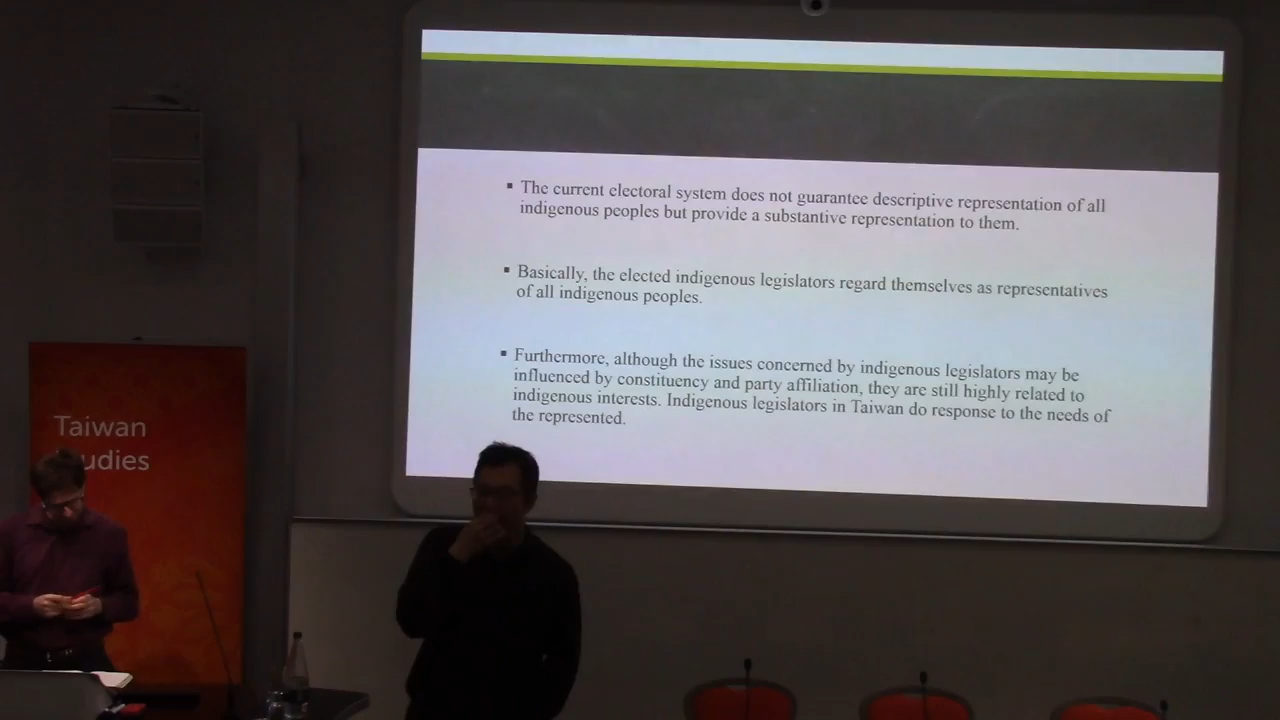 ▪ The current electoral system does not guarantee descriptive representation of all
indigenous peoples but provide a substantive representation to them.
▪ Basically, the elected indigenous legislators regard themselves as representatives
of all indigenous peoples.
▪ Furthermore, although the issues concerned by indigenous legislators may be
influenced by constituency and party affiliation, they are still highly related to
indigenous interests. Indigenous legislators in Taiwan do response to the needs of
the represented.
Taiwan
udies